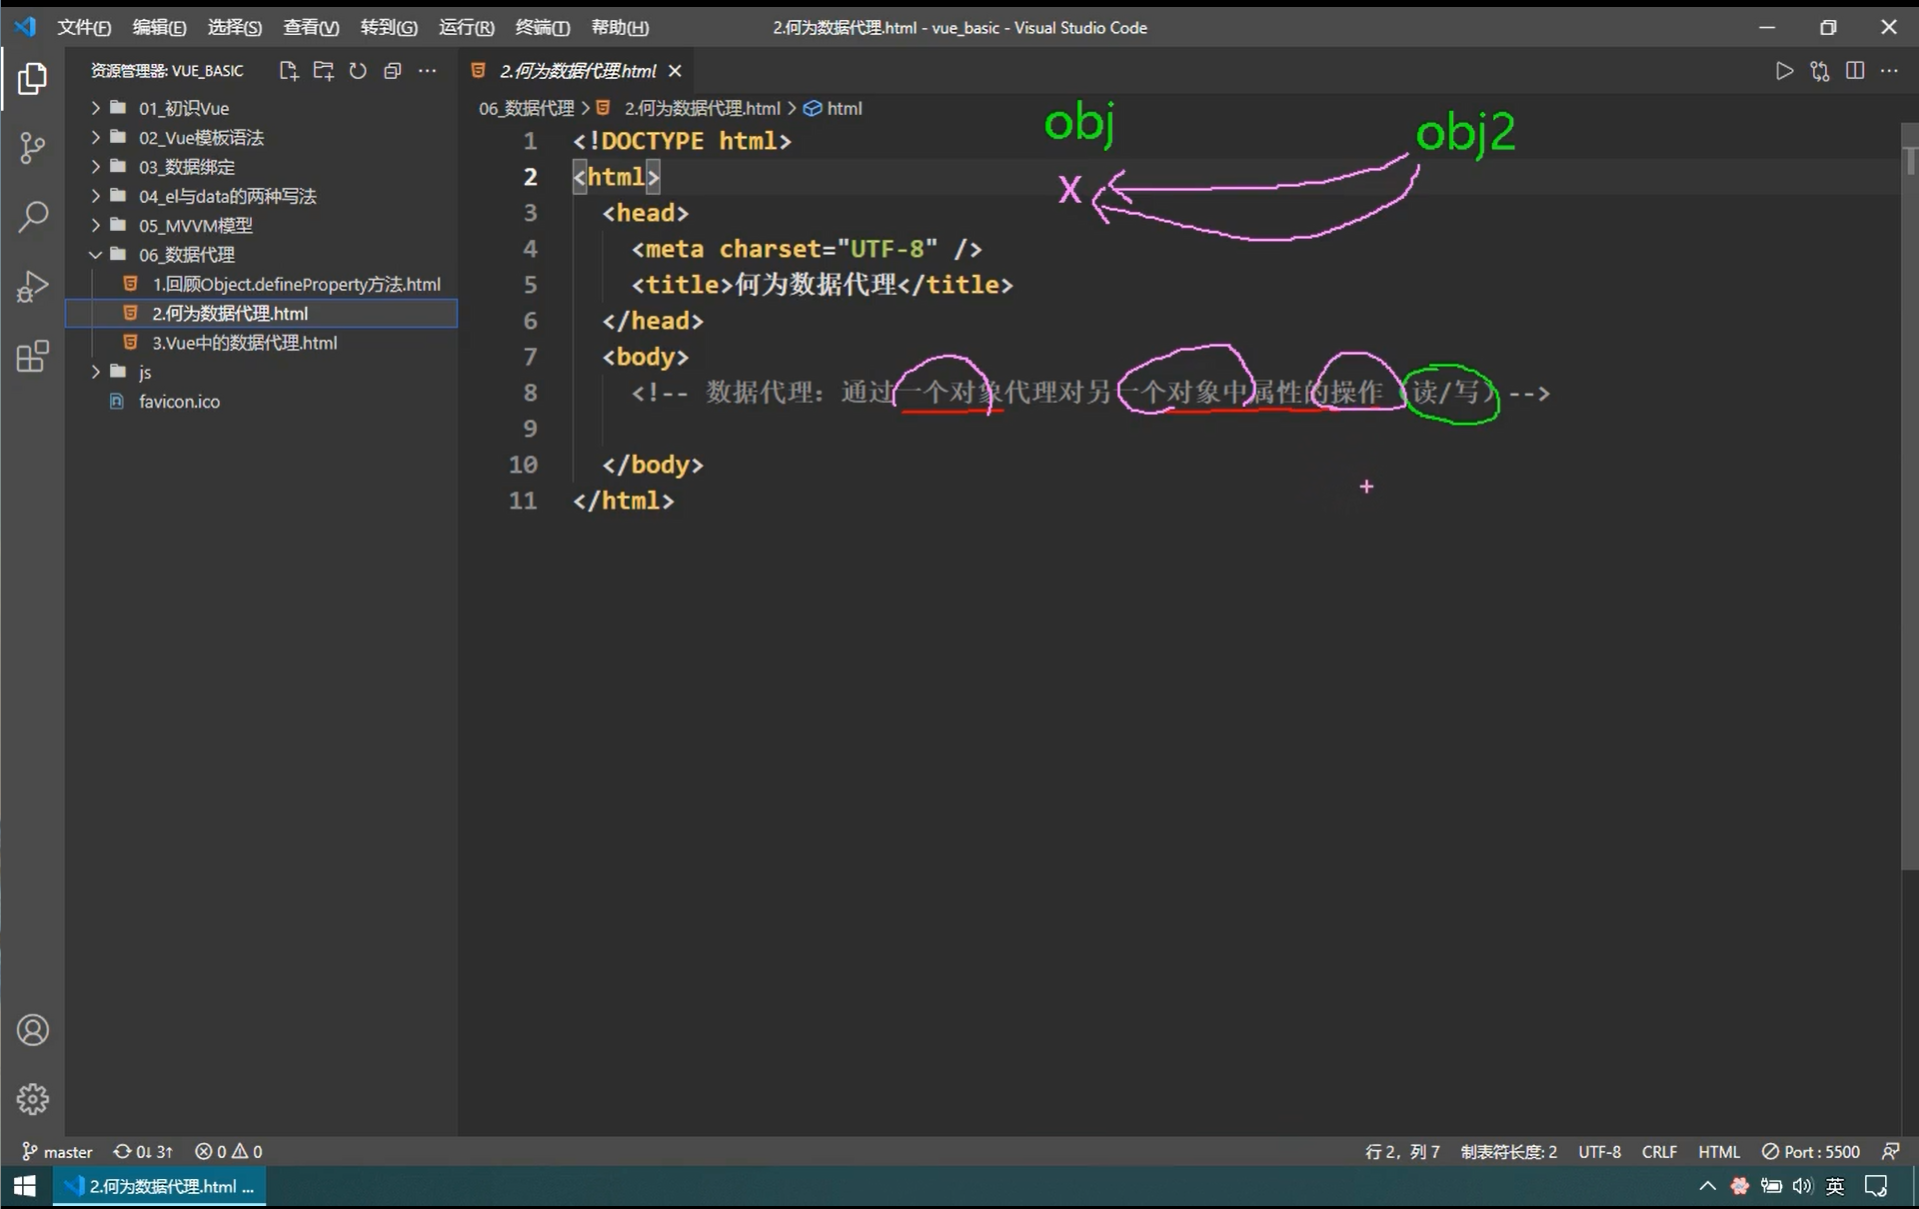 文件(F) 编辑(E) 选择(S) 查看(V) 转到(G) 运行(R) 终端(T) 帮助(H) 2.何为数据代理.html - vue_basic - Visual Studio Code
资源管理器: VUE_BASIC
01_初识Vue
02_Vue模板语法
03_数据绑定
04_el与data的两种写法
05_MVVM模型
06_数据代理
1.回顾Object.defineProperty方法.html
2.何为数据代理.html
3.Vue中的数据代理.html
js
favicon.ico
2.何为数据代理.html
06_数据代理 > 2.何为数据代理.html > html
obj
obj2
x
1 <!DOCTYPE html>
2 <html>
3 <head>
4 <meta charset="UTF-8" />
5 <title>何为数据代理</title>
6 </head>
7 <body>
8 <!-- 数据代理：通过一个对象代理对另一个对象中属性的操作（读/写）-->
9
10 </body>
11 </html>
master 0↓ 3↑ 0 0 行 2，列 7 制表符长度: 2 UTF-8 CRLF HTML Port : 5500
2.何为数据代理.html ... 英